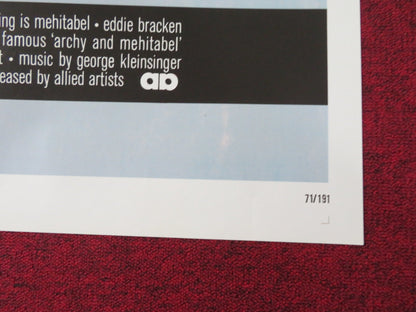 ing is mehitabel • eddie bracken
famous 'archy and mehitabel'
t • music by george kleinsinger
eased by allied artists aa
71/191